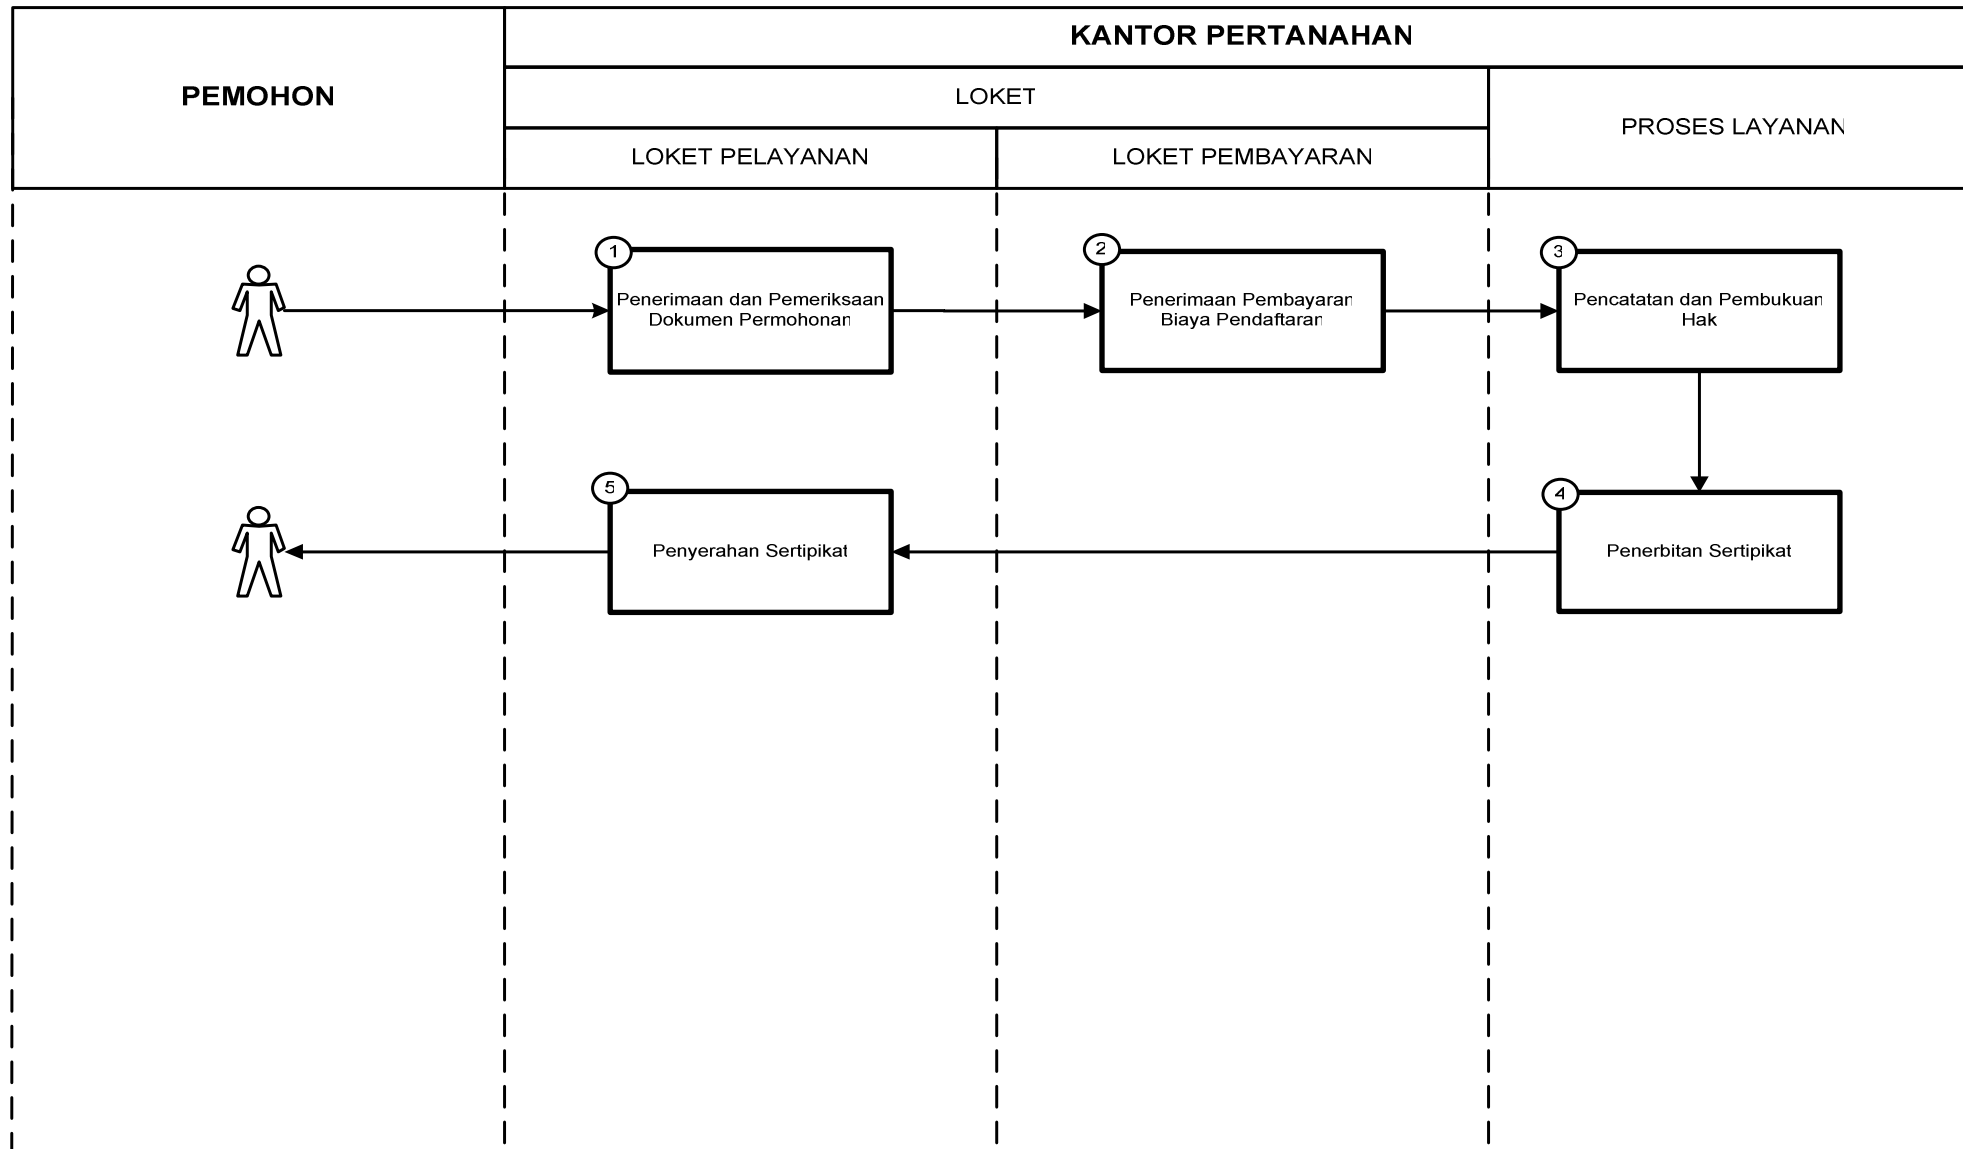 KANTOR PERTANAHAN
PEMOHON
LOKET
PROSES LAYANAN
LOKET PELAYANAN
LOKET PEMBAYARAN
1
Penerimaan dan Pemeriksaan
Dokumen Permohonan
2
Penerimaan Pembayaran
Biaya Pendaftaran
3
Pencatatan dan Pembukuan
Hak
4
Penerbitan Sertipikat
5
Penyerahan Sertipikat